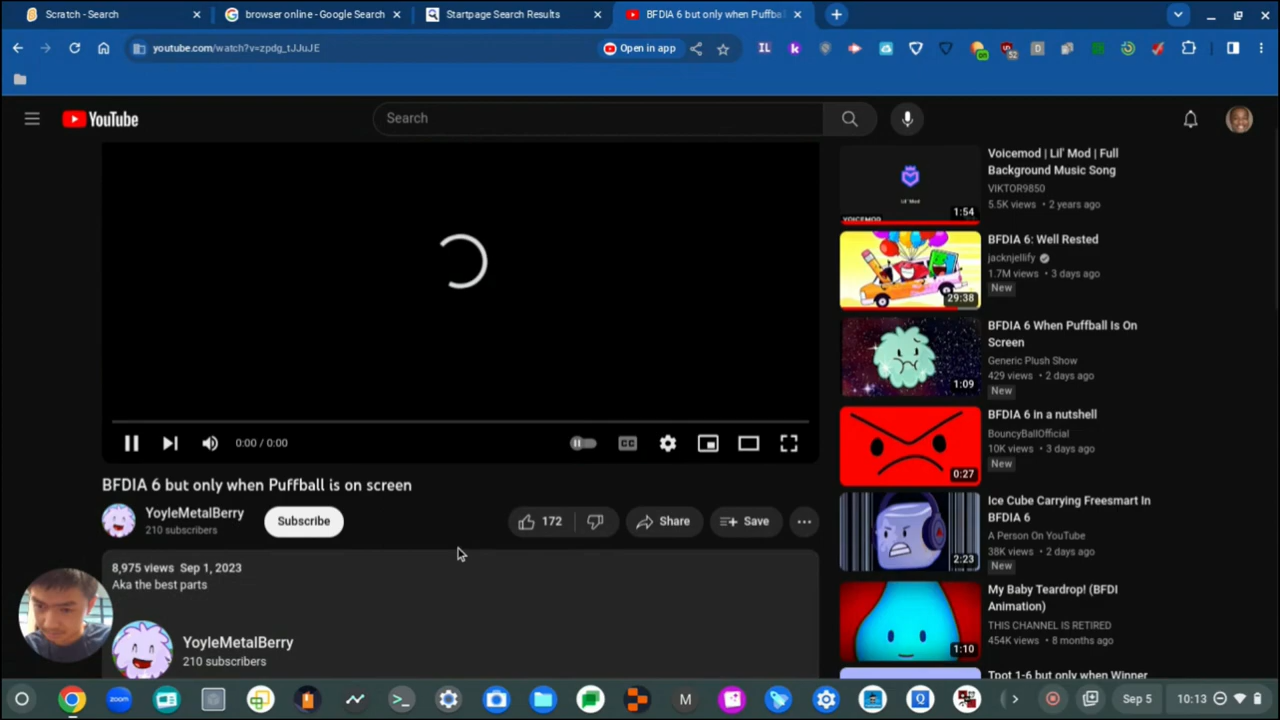 Scratch - Search
browser online - Google Search
Startpage Search Results
BFDIA 6 but only when Puffba
youtube.com/watch?v=zpdg_tJJuJE
Open in app
YouTube
Search
0:00 / 0:00
CC
BFDIA 6 but only when Puffball is on screen
YoyleMetalBerry
210 subscribers
Subscribe
172
Share
Save
8,975 views Sep 1, 2023
Aka the best parts
YoyleMetalBerry
210 subscribers
Lil' Mod
VOICEMOD
1:54
Voicemod | Lil' Mod | Full
Background Music Song
VIKTOR9850
5.5K views • 2 years ago
29:38
BFDIA 6: Well Rested
jacknjellify
1.7M views • 3 days ago
New
1:09
BFDIA 6 When Puffball Is On
Screen
Generic Plush Show
429 views • 2 days ago
New
0:27
BFDIA 6 in a nutshell
BouncyBallOfficial
10K views • 3 days ago
New
2:23
Ice Cube Carrying Freesmart In
BFDIA 6
A Person On YouTube
38K views • 2 days ago
New
1:10
My Baby Teardrop! (BFDI
Animation)
THIS CHANNEL IS RETIRED
454K views • 8 months ago
Tpot 1-6 but only when Winner
zoom
M
Sep 5
10:13